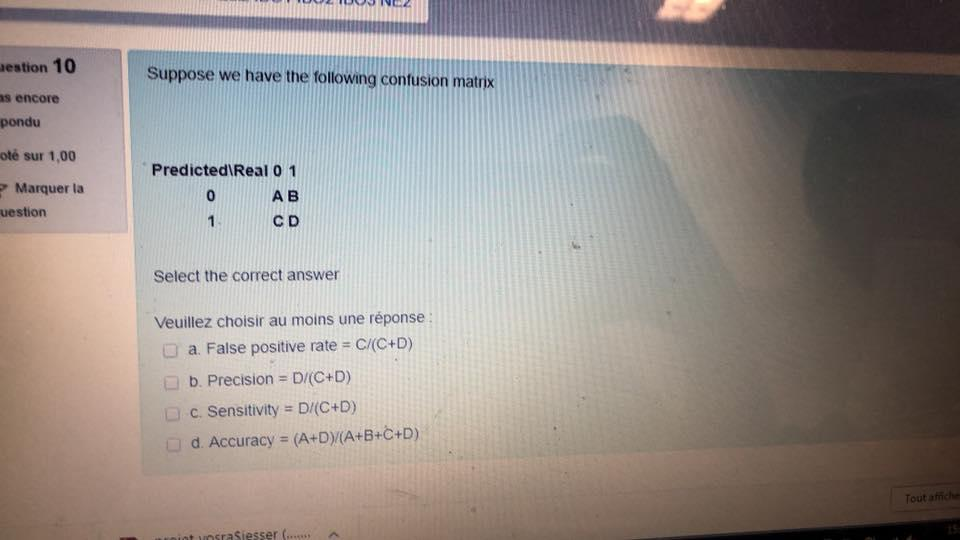 Question 10
Suppose we have the following confusion matrix
as encore
pondu
oté sur 1,00
Marquer la
uestion
Predicted\Real 0 1
0 A B
1 C D
Select the correct answer
Veuillez choisir au moins une réponse :
a. False positive rate = C/(C+D)
b. Precision = D/(C+D)
c. Sensitivity = D/(C+D)
d. Accuracy = (A+D)/(A+B+C+D)
Tout affiche